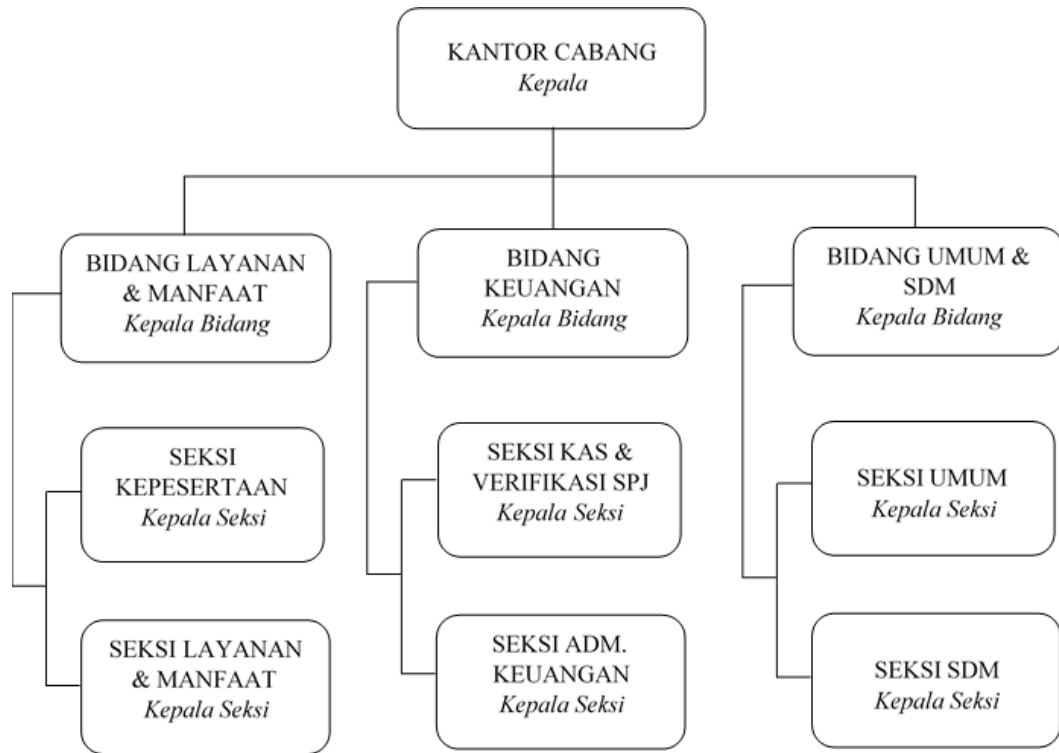 KANTOR CABANG
Kepala
BIDANG LAYANAN
& MANFAAT
Kepala Bidang
BIDANG
KEUANGAN
Kepala Bidang
BIDANG UMUM &
SDM
Kepala Bidang
SEKSI
KEPESERTAAN
Kepala Seksi
SEKSI KAS &
VERIFIKASI SPJ
Kepala Seksi
SEKSI UMUM
Kepala Seksi
SEKSI LAYANAN
& MANFAAT
Kepala Seksi
SEKSI ADM.
KEUANGAN
Kepala Seksi
SEKSI SDM
Kepala Seksi